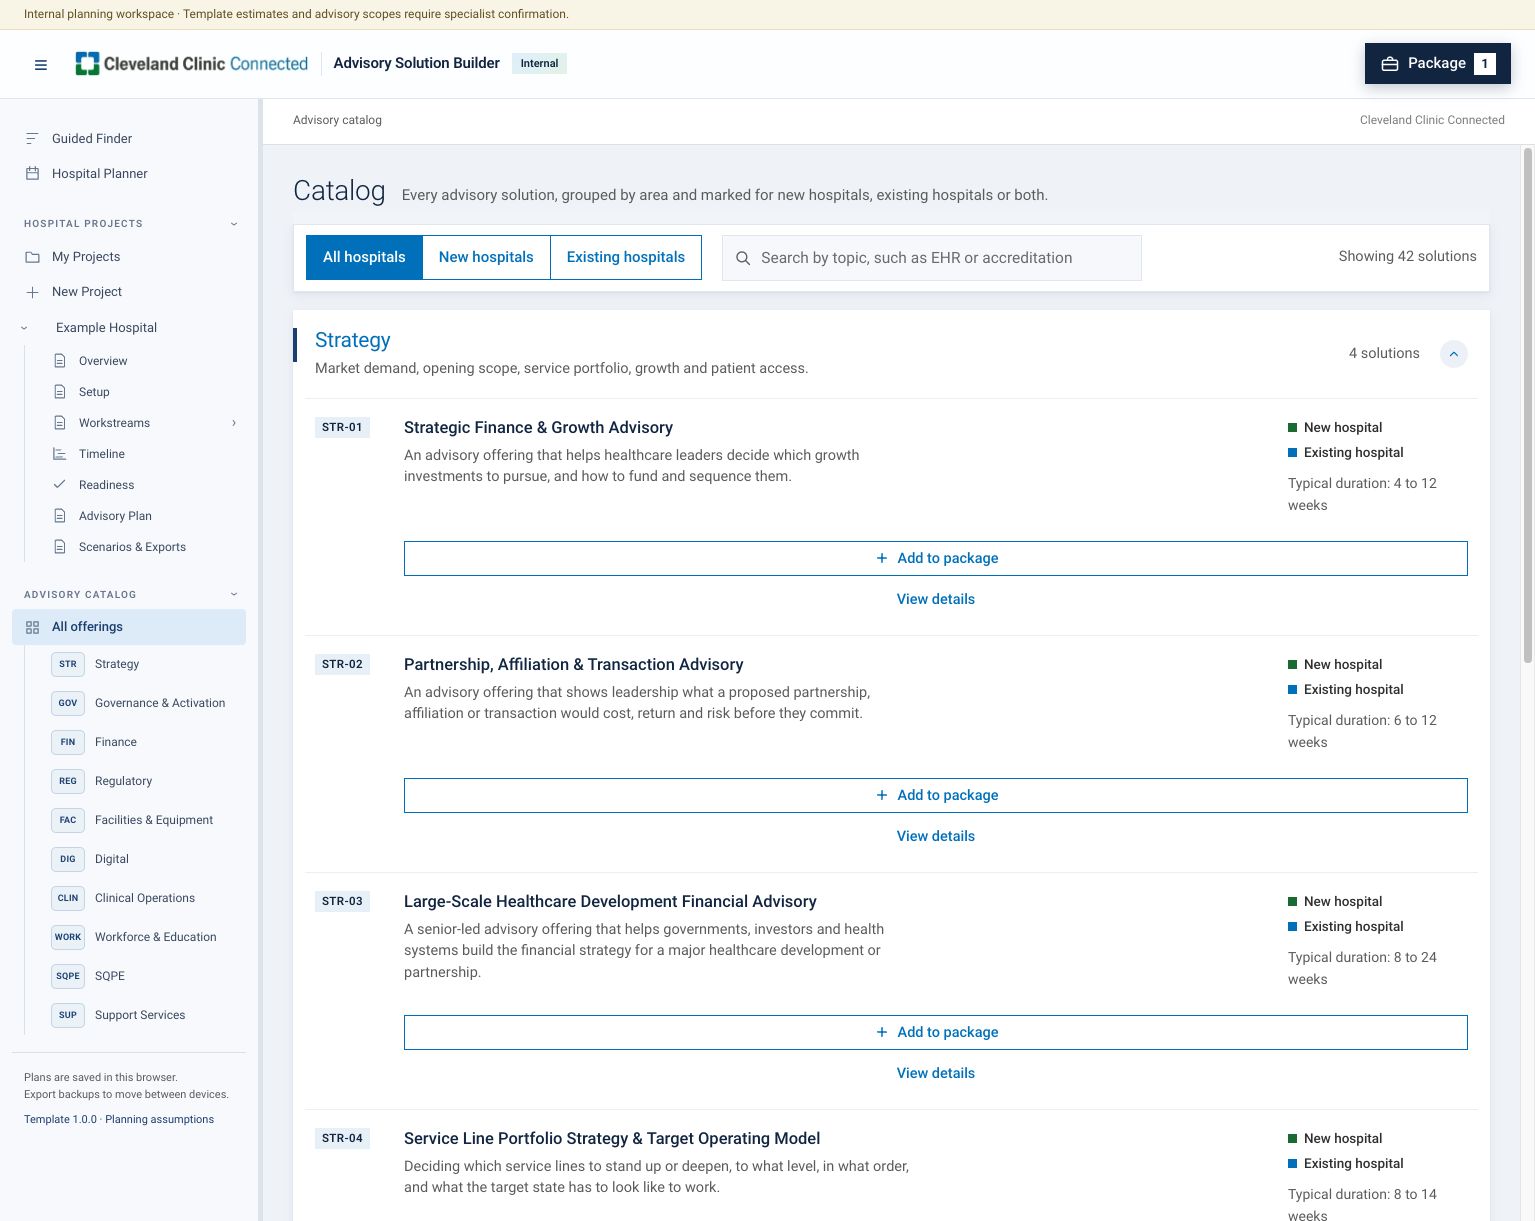 Internal planning workspace · Template estimates and advisory scopes require specialist confirmation.
Cleveland Clinic Connected
Advisory Solution Builder
Internal
Package 1
Guided Finder
Hospital Planner
HOSPITAL PROJECTS
My Projects
New Project
Example Hospital
Overview
Setup
Workstreams
Timeline
Readiness
Advisory Plan
Scenarios & Exports
ADVISORY CATALOG
All offerings
STR Strategy
GOV Governance & Activation
FIN Finance
REG Regulatory
FAC Facilities & Equipment
DIG Digital
CLIN Clinical Operations
WORK Workforce & Education
SQPE SQPE
SUP Support Services
Plans are saved in this browser.
Export backups to move between devices.
Template 1.0.0 · Planning assumptions
Advisory catalog
Cleveland Clinic Connected
Catalog Every advisory solution, grouped by area and marked for new hospitals, existing hospitals or both.
All hospitals
New hospitals
Existing hospitals
Search by topic, such as EHR or accreditation
Showing 42 solutions
Strategy
Market demand, opening scope, service portfolio, growth and patient access.
4 solutions
STR-01
Strategic Finance & Growth Advisory
An advisory offering that helps healthcare leaders decide which growth
investments to pursue, and how to fund and sequence them.
New hospital
Existing hospital
Typical duration: 4 to 12
weeks
Add to package
View details
STR-02
Partnership, Affiliation & Transaction Advisory
An advisory offering that shows leadership what a proposed partnership,
affiliation or transaction would cost, return and risk before they commit.
New hospital
Existing hospital
Typical duration: 6 to 12
weeks
Add to package
View details
STR-03
Large-Scale Healthcare Development Financial Advisory
A senior-led advisory offering that helps governments, investors and health
systems build the financial strategy for a major healthcare development or
partnership.
New hospital
Existing hospital
Typical duration: 8 to 24
weeks
Add to package
View details
STR-04
Service Line Portfolio Strategy & Target Operating Model
Deciding which service lines to stand up or deepen, to what level, in what order,
and what the target state has to look like to work.
New hospital
Existing hospital
Typical duration: 8 to 14
weeks